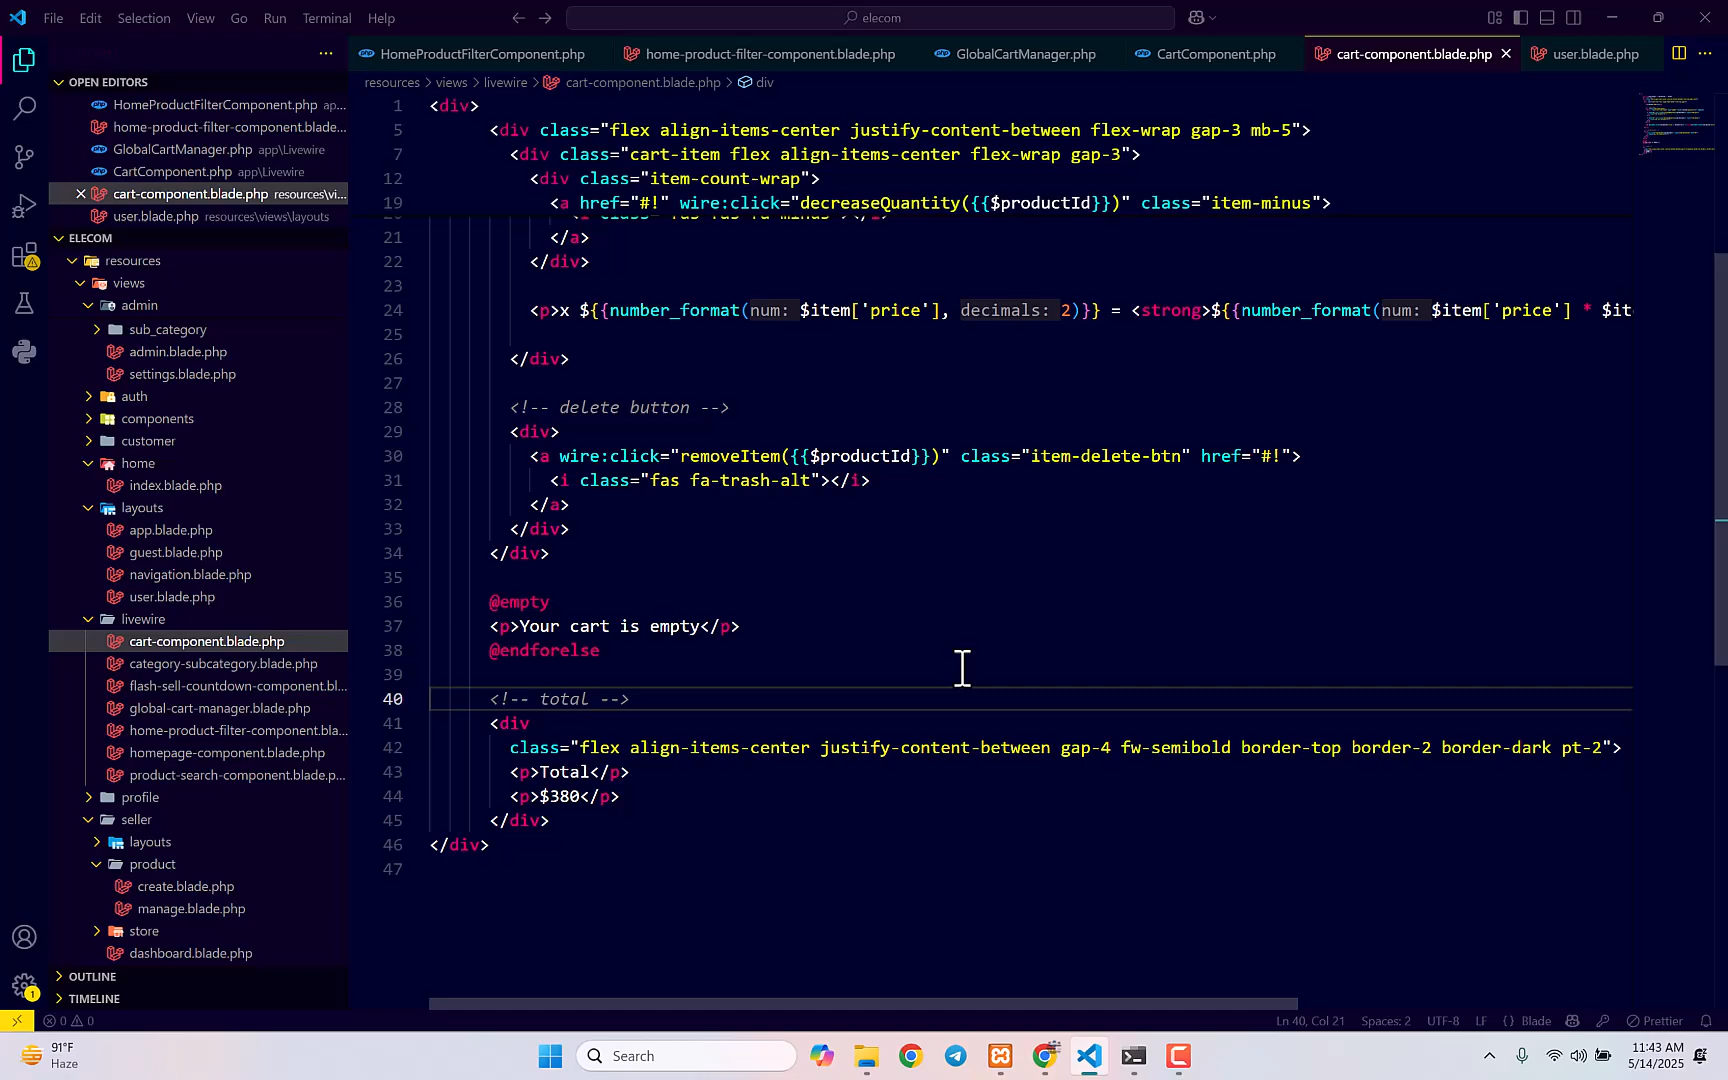 File Edit Selection View Go Run Terminal Help
elecom
HomeProductFilterComponent.php home-product-filter-component.blade.php GlobalCartManager.php CartComponent.php cart-component.blade.php user.blade.php
OPEN EDITORS
HomeProductFilterComponent.php ap...
home-product-filter-component.blade...
GlobalCartManager.php app\Livewire
CartComponent.php app\Livewire
cart-component.blade.php resources\vi...
user.blade.php resources\views\layouts
ELECOM
resources
views
admin
sub_category
admin.blade.php
settings.blade.php
auth
components
customer
home
index.blade.php
layouts
app.blade.php
guest.blade.php
navigation.blade.php
user.blade.php
livewire
cart-component.blade.php
category-subcategory.blade.php
flash-sell-countdown-component.bl...
global-cart-manager.blade.php
home-product-filter-component.bla...
homepage-component.blade.php
product-search-component.blade.p...
profile
seller
layouts
product
create.blade.php
manage.blade.php
store
dashboard.blade.php
OUTLINE
TIMELINE
resources > views > livewire > cart-component.blade.php > div
1 <div>
5 <div class="flex align-items-center justify-content-between flex-wrap gap-3 mb-5">
7 <div class="cart-item flex align-items-center flex-wrap gap-3">
12 <div class="item-count-wrap">
19 <a href="#!" wire:click="decreaseQuantity({{$productId}})" class="item-minus">
21 </a>
22 </div>
23
24 <p>x ${{number_format(num: $item['price'], decimals: 2)}} = <strong>${{number_format(num: $item['price'] * $ite
25
26 </div>
27
28 <!-- delete button -->
29 <div>
30 <a wire:click="removeItem({{$productId}})" class="item-delete-btn" href="#!">
31 <i class="fas fa-trash-alt"></i>
32 </a>
33 </div>
34 </div>
35
36 @empty
37 <p>Your cart is empty</p>
38 @endforelse
39
40 <!-- total -->
41 <div
42 class="flex align-items-center justify-content-between gap-4 fw-semibold border-top border-2 border-dark pt-2">
43 <p>Total</p>
44 <p>$380</p>
45 </div>
46 </div>
47
1
0 0 Ln 40, Col 21 Spaces: 2 UTF-8 LF {} Blade Prettier
91°F
Haze
Search
11:43 AM
5/14/2025